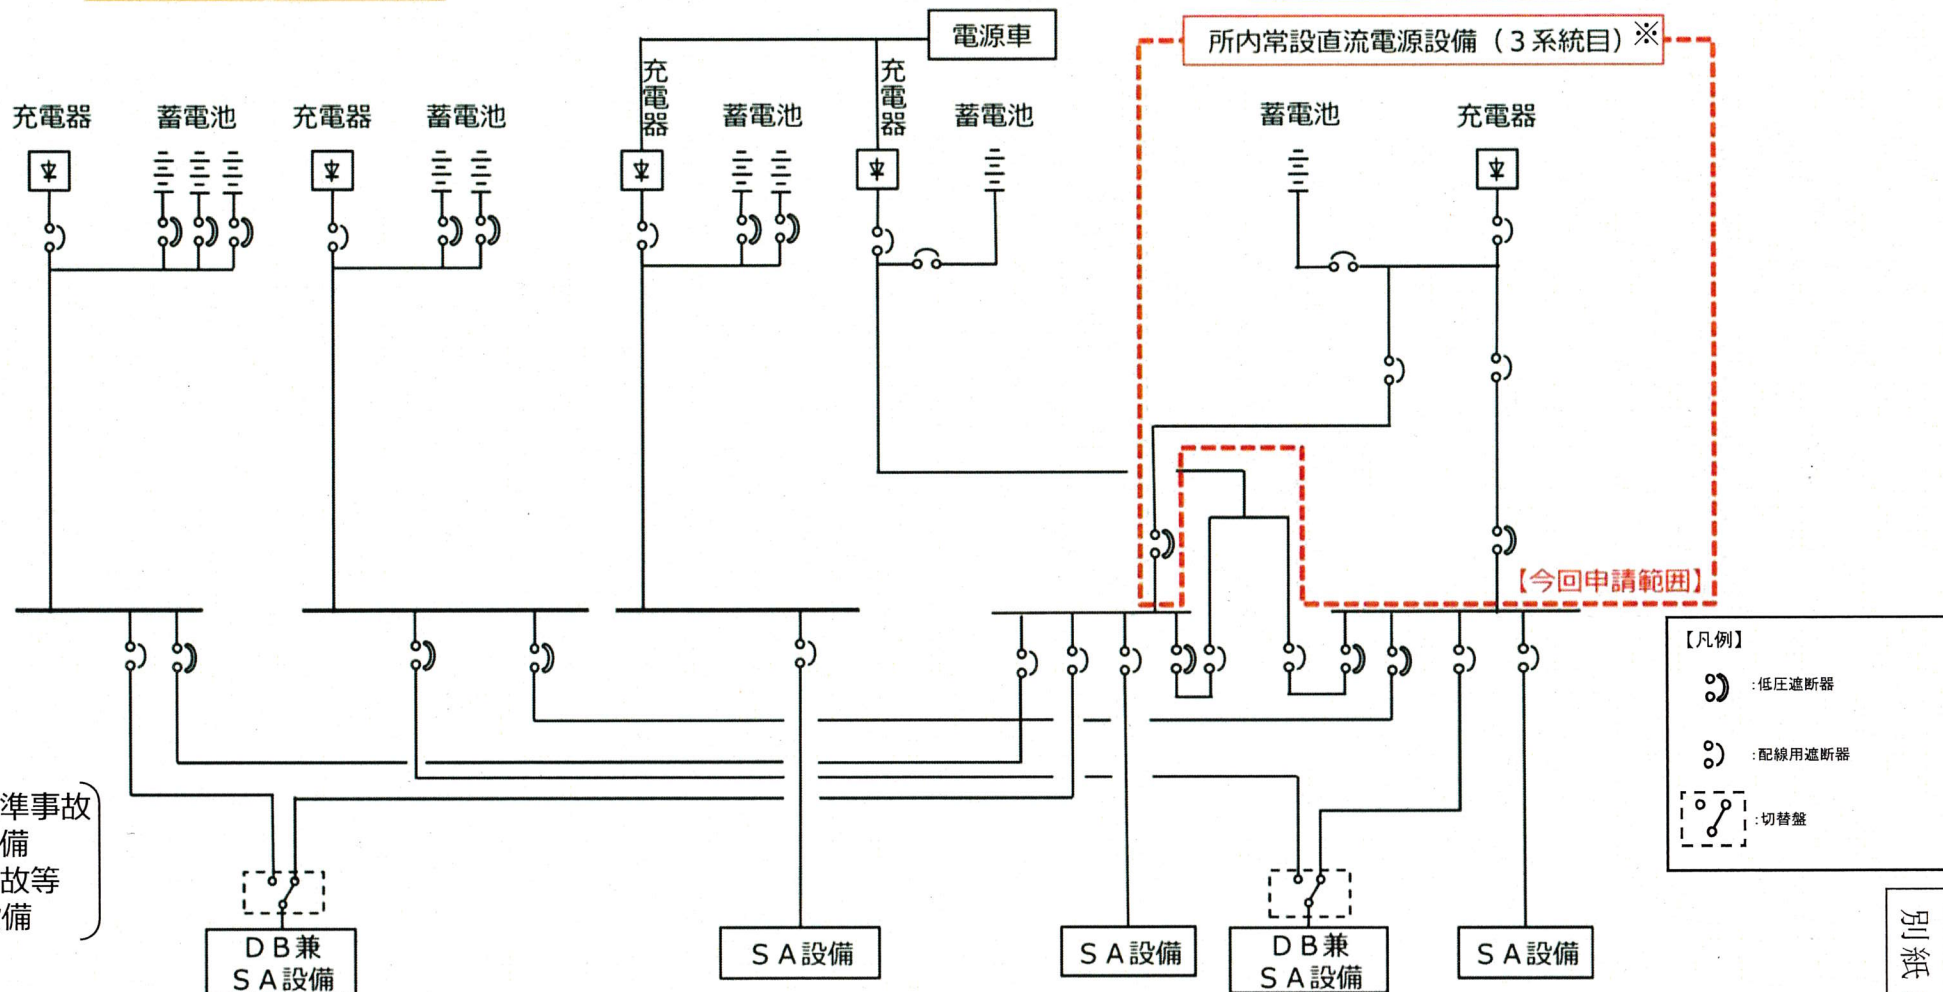 電源車
所内常設直流電源設備（３系統目）※
充電器
蓄電池
充電器
蓄電池
充電器
蓄電池
充電器
蓄電池
蓄電池
充電器
【今回申請範囲】
【凡例】
:低圧遮断器
:配線用遮断器
:切替盤
準事故
備
故等
備
ＤＢ兼
ＳＡ設備
ＳＡ設備
ＳＡ設備
ＤＢ兼
ＳＡ設備
ＳＡ設備
別紙